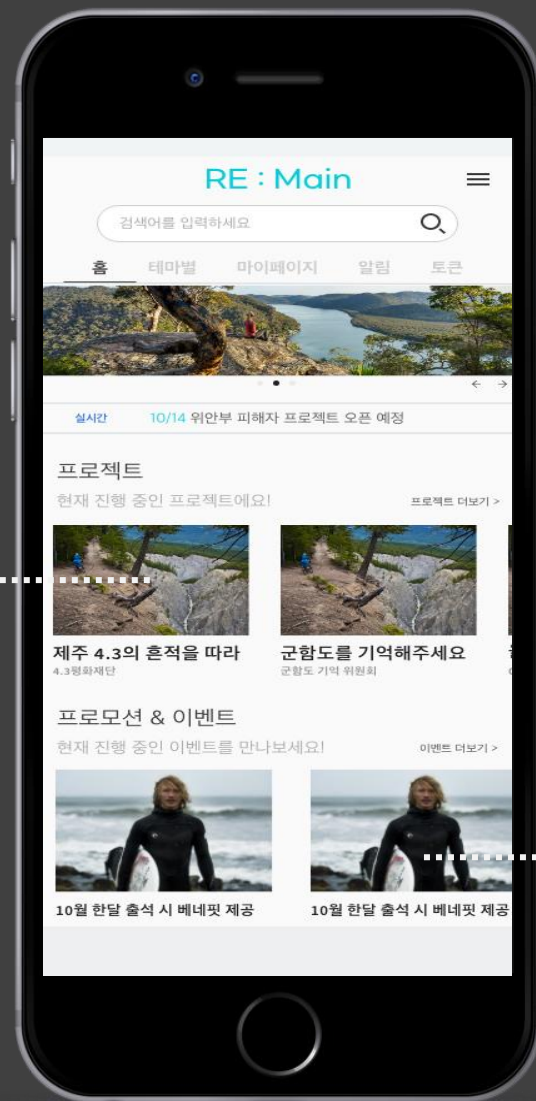 RE : Main
검색어를 입력하세요
홈 테마별 마이페이지 알림 토큰
실시간 10/14 위안부 피해자 프로젝트 오픈 예정
프로젝트
현재 진행 중인 프로젝트에요! 프로젝트 더보기 >
제주 4.3의 흔적을 따라 군함도를 기억해주세요
4.3평화재단 군함도 기억 위원회
프로모션 & 이벤트
현재 진행 중인 이벤트를 만나보세요! 이벤트 더보기 >
10월 한달 출석 시 베네핏 제공 10월 한달 출석 시 베네핏 제공